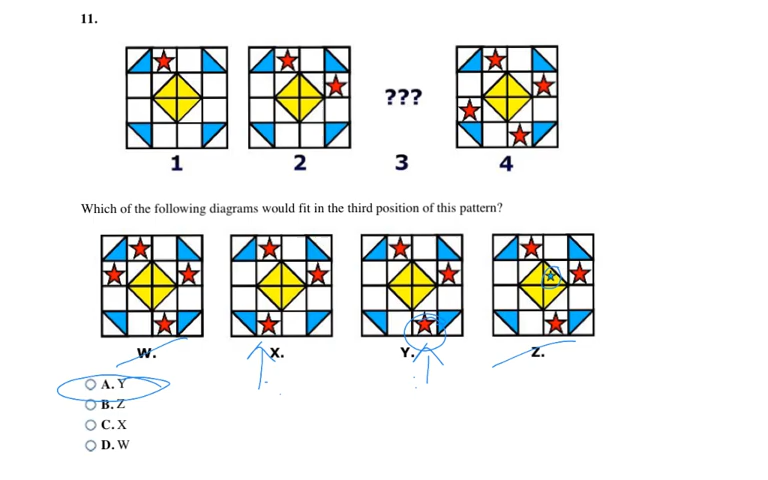 11.
???
1 2 3 4
Which of the following diagrams would fit in the third position of this pattern?
W. X. Y. Z.
A. Y
B. Z
C. X
D. W